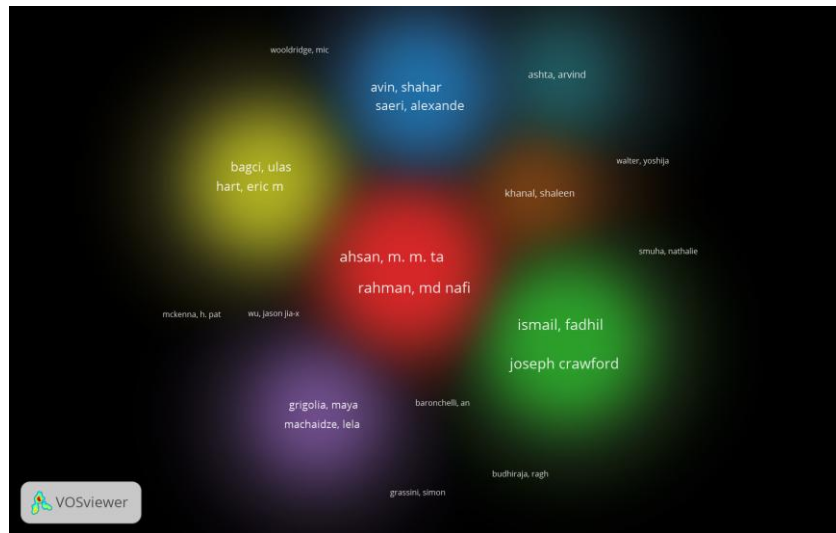 wooldridge, mic
avin, shahar
ashta, arvind
saeri, alexande
bagci, ulas
walter, yoshija
hart, eric m
khanal, shaleen
smuha, nathalie
ahsan, m. m. ta
rahman, md nafi
mckenna, h. pat
wu, jason jia-x
ismail, fadhil
joseph crawford
grigolia, maya
baronchelli, an
machaidze, lela
budhiraja, ragh
grassini, simon
VOSviewer